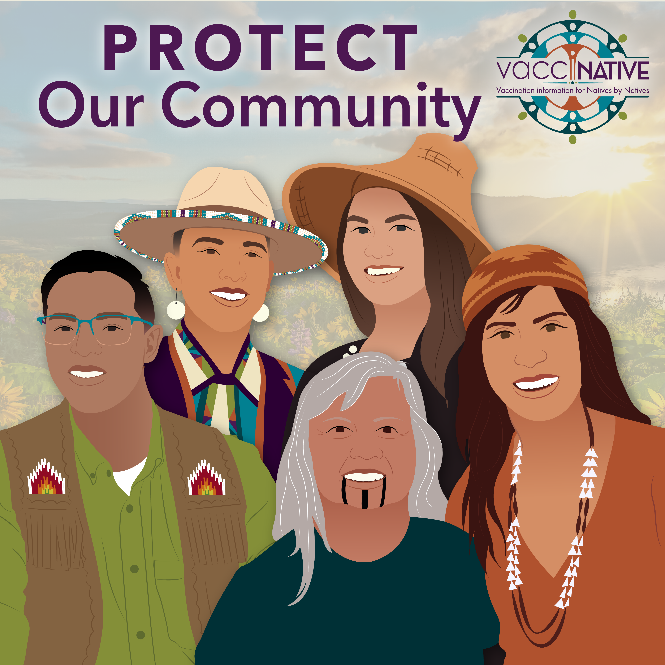 PROTECT
Our Community
vacciNATIVE
Vaccination information for Natives by Natives